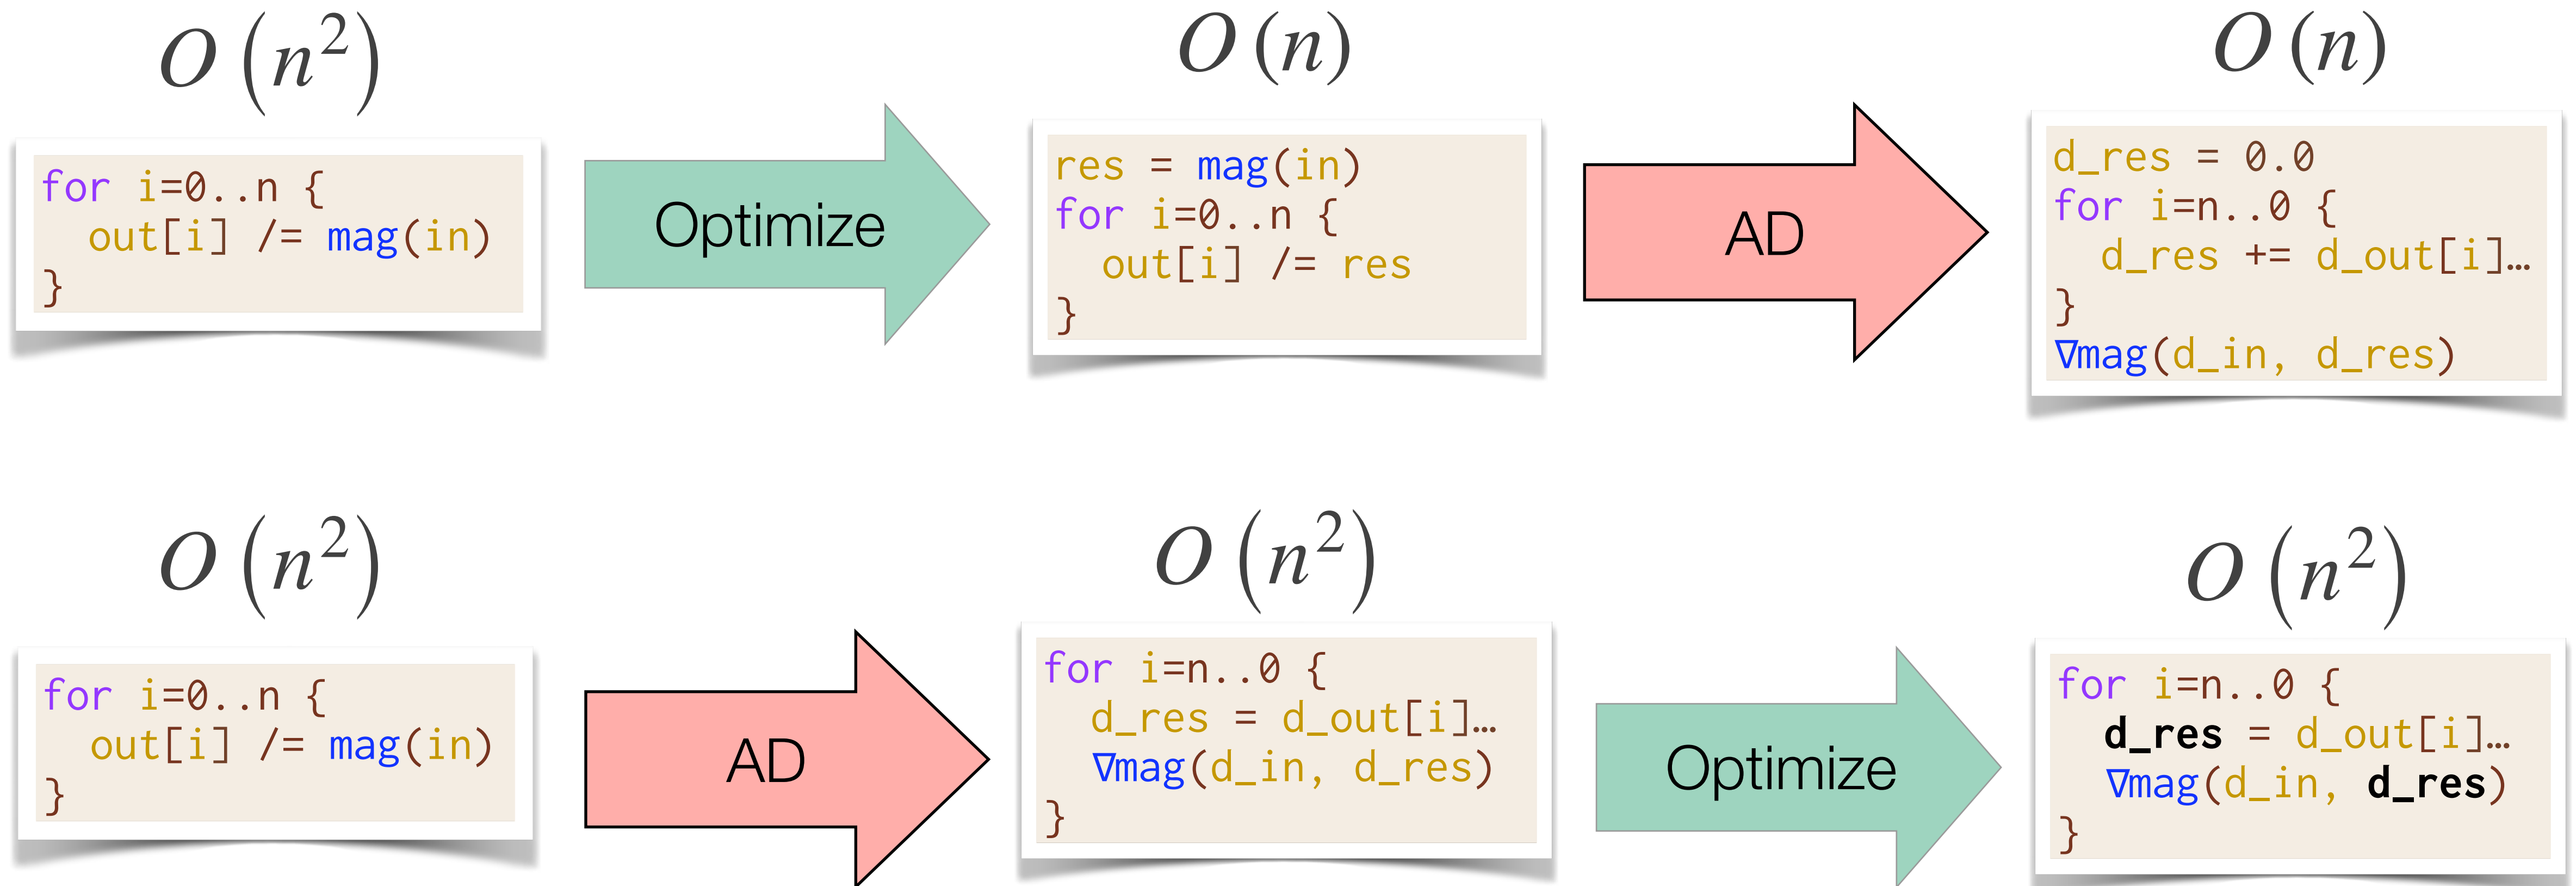 O (n²)
for i=0..n {
  out[i] /= mag(in)
}
Optimize
O (n)
res = mag(in)
for i=0..n {
  out[i] /= res
}
AD
O (n)
d_res = 0.0
for i=n..0 {
  d_res += d_out[i]…
}
∇mag(d_in, d_res)
O (n²)
for i=0..n {
  out[i] /= mag(in)
}
AD
O (n²)
for i=n..0 {
  d_res = d_out[i]…
  ∇mag(d_in, d_res)
}
Optimize
O (n²)
for i=n..0 {
  d_res = d_out[i]…
  ∇mag(d_in, d_res)
}